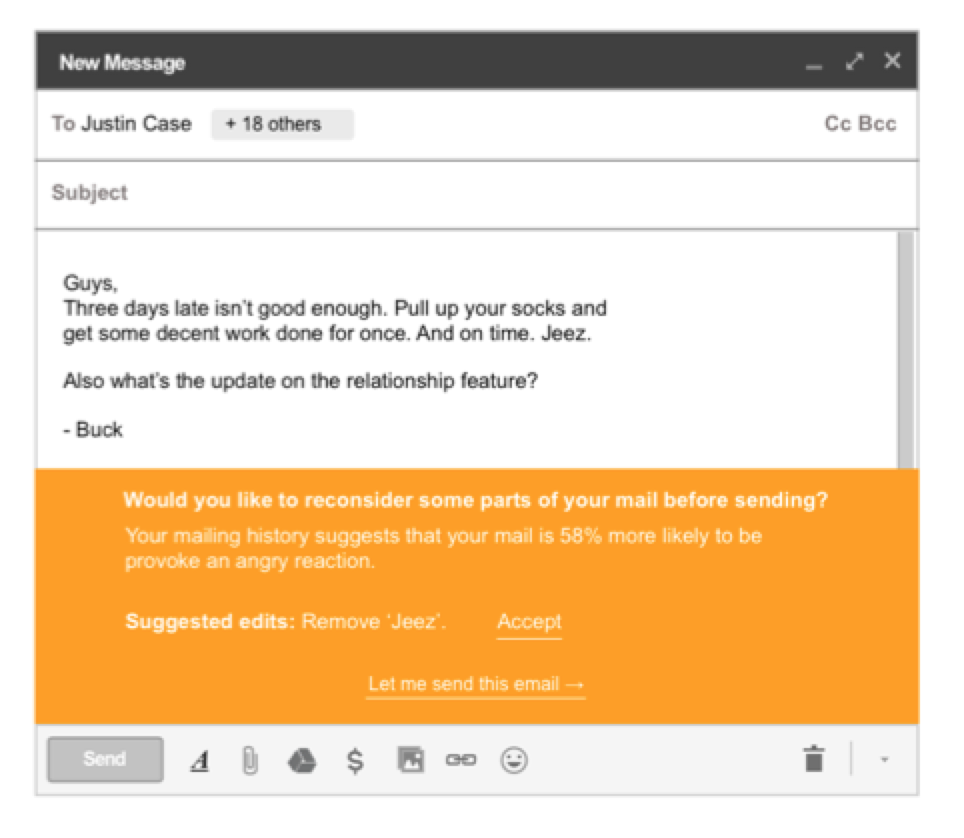 New Message
To Justin Case + 18 others Cc Bcc
Subject
Guys,
Three days late isn't good enough. Pull up your socks and
get some decent work done for once. And on time. Jeez.
Also what's the update on the relationship feature?
- Buck
Would you like to reconsider some parts of your mail before sending?
Your mailing history suggests that your mail is 58% more likely to be
provoke an angry reaction.
Suggested edits: Remove 'Jeez'. Accept
Let me send this email →
Send A $